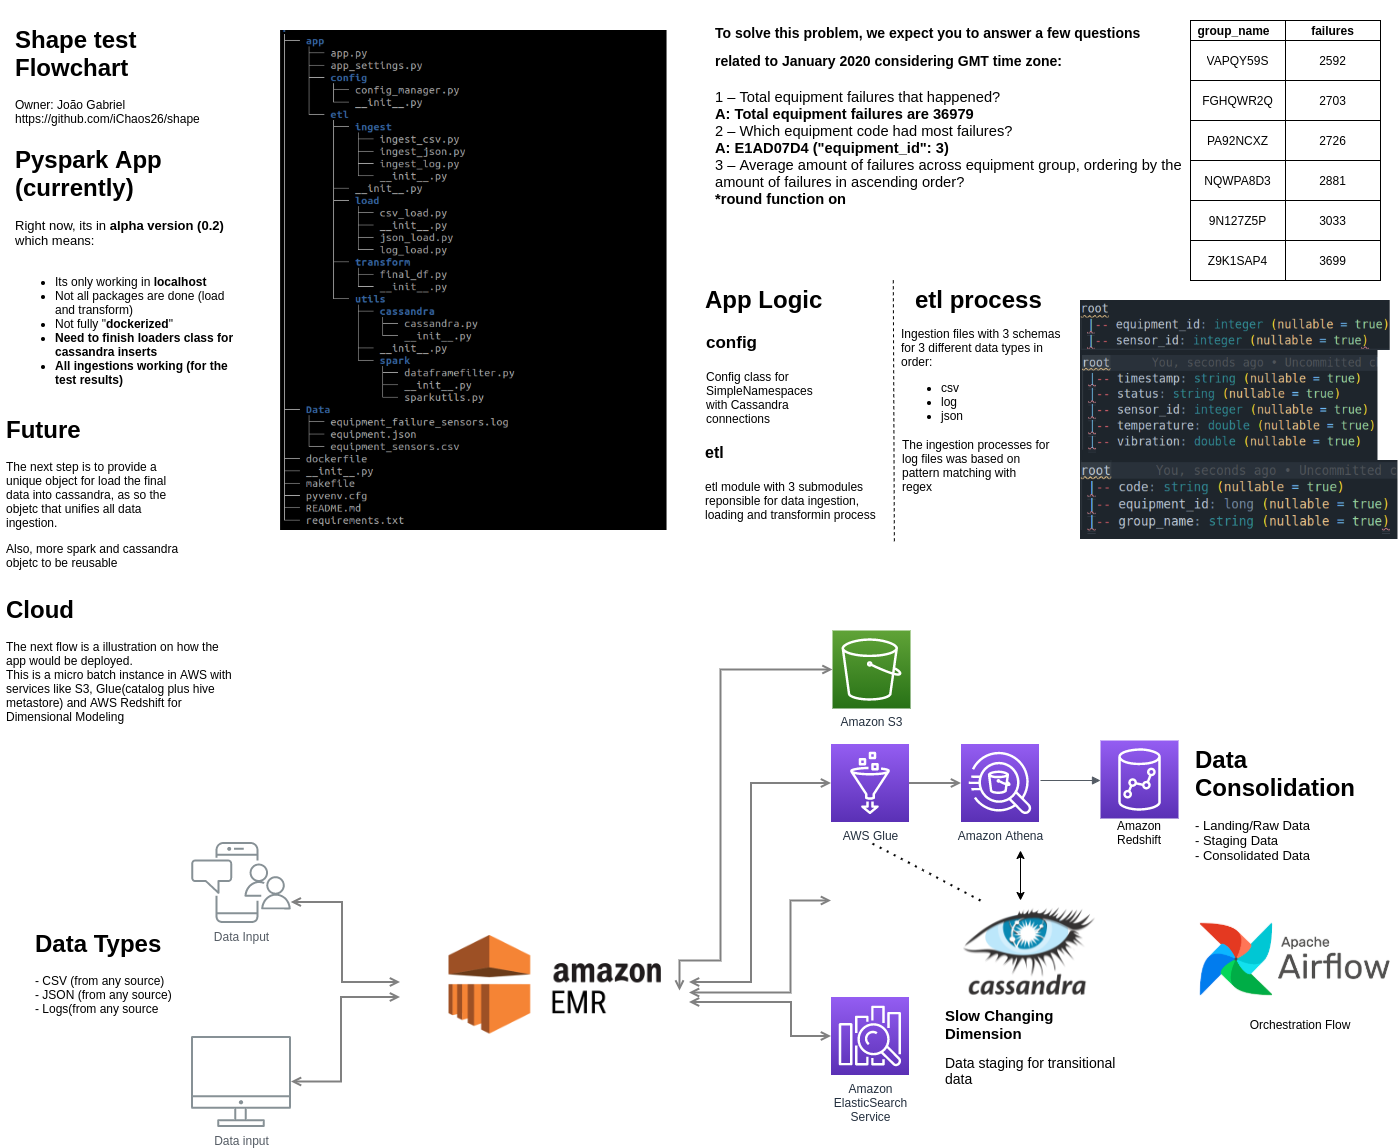 Shape test
Flowchart
Owner: João Gabriel
https://github.com/iChaos26/shape
Pyspark App
(currently)
Right now, its in alpha version (0.2)
which means:
Its only working in localhost
Not all packages are done (load
and transform)
Not fully "dockerized"
Need to finish loaders class for
cassandra inserts
All ingestions working (for the
test results)
Future
The next step is to provide a
unique object for load the final
data into cassandra, as so the
objetc that unifies all data
ingestion.
Also, more spark and cassandra
objetc to be reusable
app
app.py
app_settings.py
config
config_manager.py
__init__.py
etl
ingest
ingest_csv.py
ingest_json.py
ingest_log.py
__init__.py
__init__.py
load
csv_load.py
__init__.py
json_load.py
log_load.py
transform
final_df.py
__init__.py
utils
cassandra
cassandra.py
__init__.py
__init__.py
spark
dataframefilter.py
__init__.py
sparkutils.py
Data
equipment_failure_sensors.log
equipment.json
equipment_sensors.csv
dockerfile
__init__.py
makefile
pyvenv.cfg
README.md
requirements.txt
To solve this problem, we expect you to answer a few questions
related to January 2020 considering GMT time zone:
1 – Total equipment failures that happened?
A: Total equipment failures are 36979
2 – Which equipment code had most failures?
A: E1AD07D4 ("equipment_id": 3)
3 – Average amount of failures across equipment group, ordering by the
amount of failures in ascending order?
*round function on
group_name failures
VAPQY59S 2592
FGHQWR2Q 2703
PA92NCXZ 2726
NQWPA8D3 2881
9N127Z5P 3033
Z9K1SAP4 3699
App Logic
config
Config class for
SimpleNamespaces
with Cassandra
connections
etl
etl module with 3 submodules
reponsible for data ingestion,
loading and transformin process
etl process
Ingestion files with 3 schemas
for 3 different data types in
order:
csv
log
json
The ingestion processes for
log files was based on
pattern matching with
regex
root
|-- equipment_id: integer (nullable = true)
|-- sensor_id: integer (nullable = true)
root You, seconds ago • Uncommitted c
|-- timestamp: string (nullable = true)
|-- status: string (nullable = true)
|-- sensor_id: integer (nullable = true)
|-- temperature: double (nullable = true)
|-- vibration: double (nullable = true)
root You, seconds ago • Uncommitted c
|-- code: string (nullable = true)
|-- equipment_id: long (nullable = true)
|-- group_name: string (nullable = true)
Cloud
The next flow is a illustration on how the
app would be deployed.
This is a micro batch instance in AWS with
services like S3, Glue(catalog plus hive
metastore) and AWS Redshift for
Dimensional Modeling
Data Types
- CSV (from any source)
- JSON (from any source)
- Logs(from any source
Data Input
Data input
amazon
EMR
Amazon S3
AWS Glue
Amazon Athena
Amazon
Redshift
Data
Consolidation
- Landing/Raw Data
- Staging Data
- Consolidated Data
cassandra
Slow Changing
Dimension
Data staging for transitional
data
Amazon
ElasticSearch
Service
Apache
Airflow
Orchestration Flow